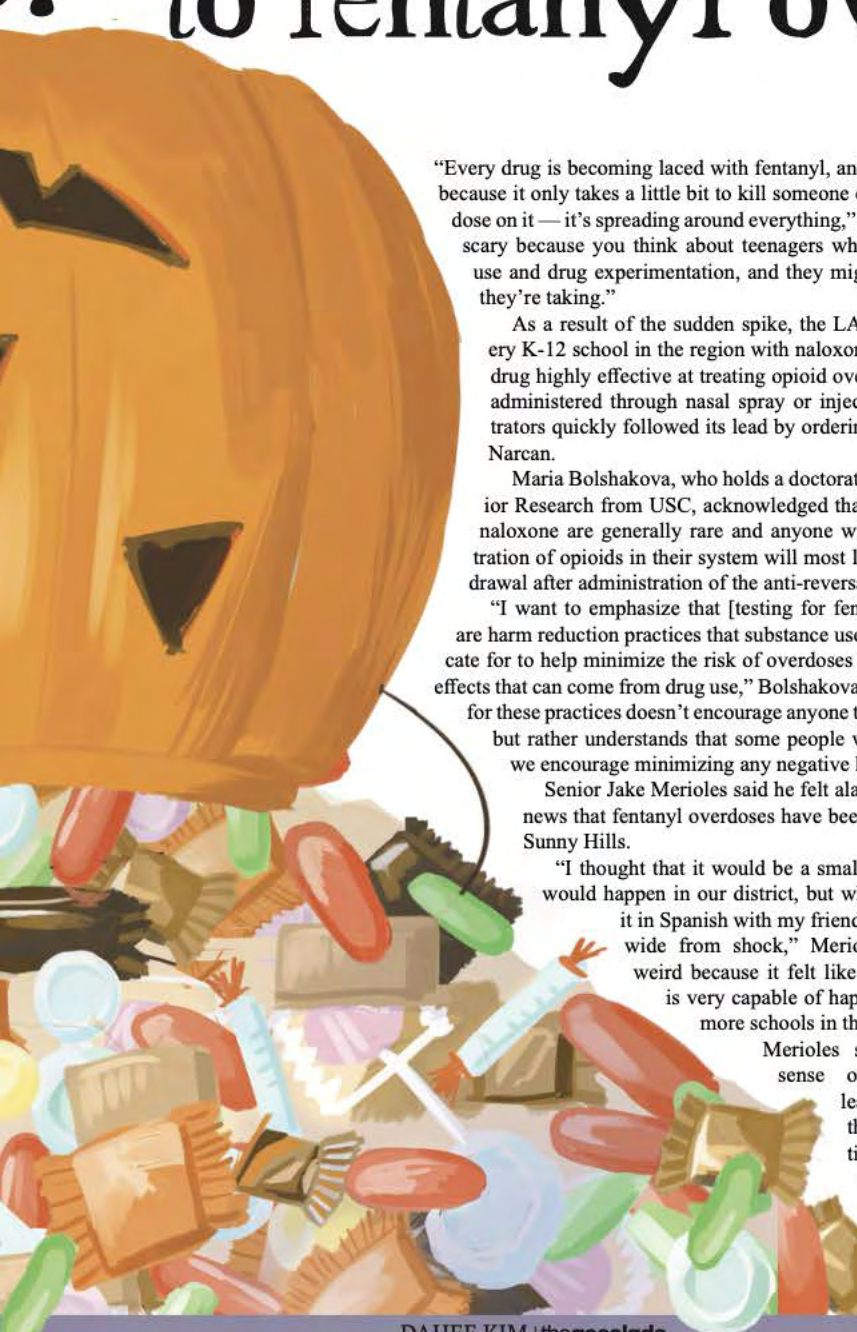 to fentanyl ov
“Every drug is becoming laced with fentanyl, an
because it only takes a little bit to kill someone
dose on it — it’s spreading around everything,”
scary because you think about teenagers wh
use and drug experimentation, and they mig
they’re taking.”
As a result of the sudden spike, the LA
ery K-12 school in the region with naloxon
drug highly effective at treating opioid ove
administered through nasal spray or injec
trators quickly followed its lead by orderin
Narcan.
Maria Bolshakova, who holds a doctorat
ior Research from USC, acknowledged tha
naloxone are generally rare and anyone w
tration of opioids in their system will most l
drawal after administration of the anti-revers
“I want to emphasize that [testing for fen
are harm reduction practices that substance use
cate for to help minimize the risk of overdoses
effects that can come from drug use,” Bolshakova
for these practices doesn’t encourage anyone t
but rather understands that some people w
we encourage minimizing any negative
Senior Jake Merioles said he felt ala
news that fentanyl overdoses have bee
Sunny Hills.
“I thought that it would be a smal
would happen in our district, but wh
it in Spanish with my friend
wide from shock,” Merio
weird because it felt like
is very capable of hap
more schools in th
Merioles s
sense o
le
th
ti
DAHEE KIM | theaccolade